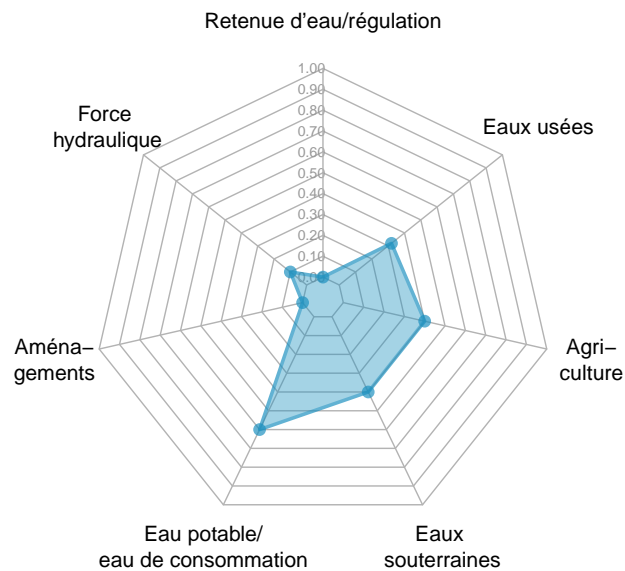 Retenue d'eau/régulation
1.00
0.90
0.80
0.70
0.60
0.50
0.40
0.30
0.20
0.10
0.00
Force
hydraulique
Eaux usées
Aména–
gements
Agri–
culture
Eau potable/
eau de consommation
Eaux
souterraines